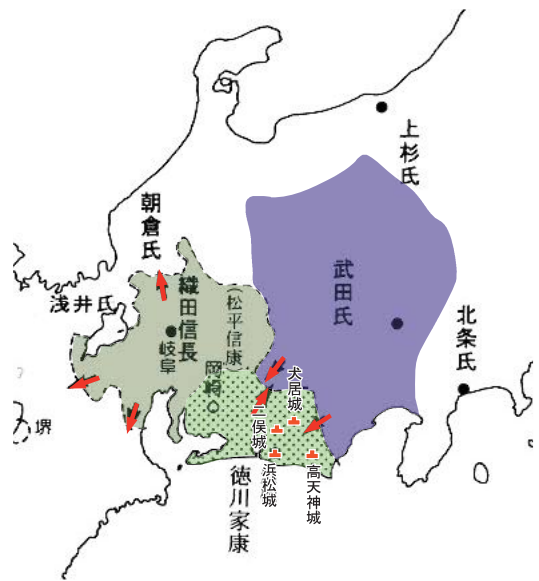 上杉氏
朝倉氏
武田氏
浅井氏
織田信長
(松平信康)
岐阜
岡崎
北条氏
犬居城
二俣城
堺
浜松城
高天神城
徳川家康